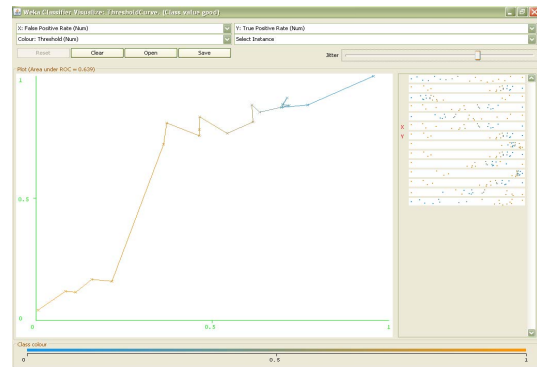 Weka Classifier Visualize: ThresholdCurve. (Class value good)
X: False Positive Rate (Num)
Y: True Positive Rate (Num)
Colour: Threshold (Num)
Select Instance
Reset Clear Open Save Jitter
Plot (Area under ROC = 0.639)
1
X
Y
0.5
0
0 0.5 1
Class colour
0 0.5 1